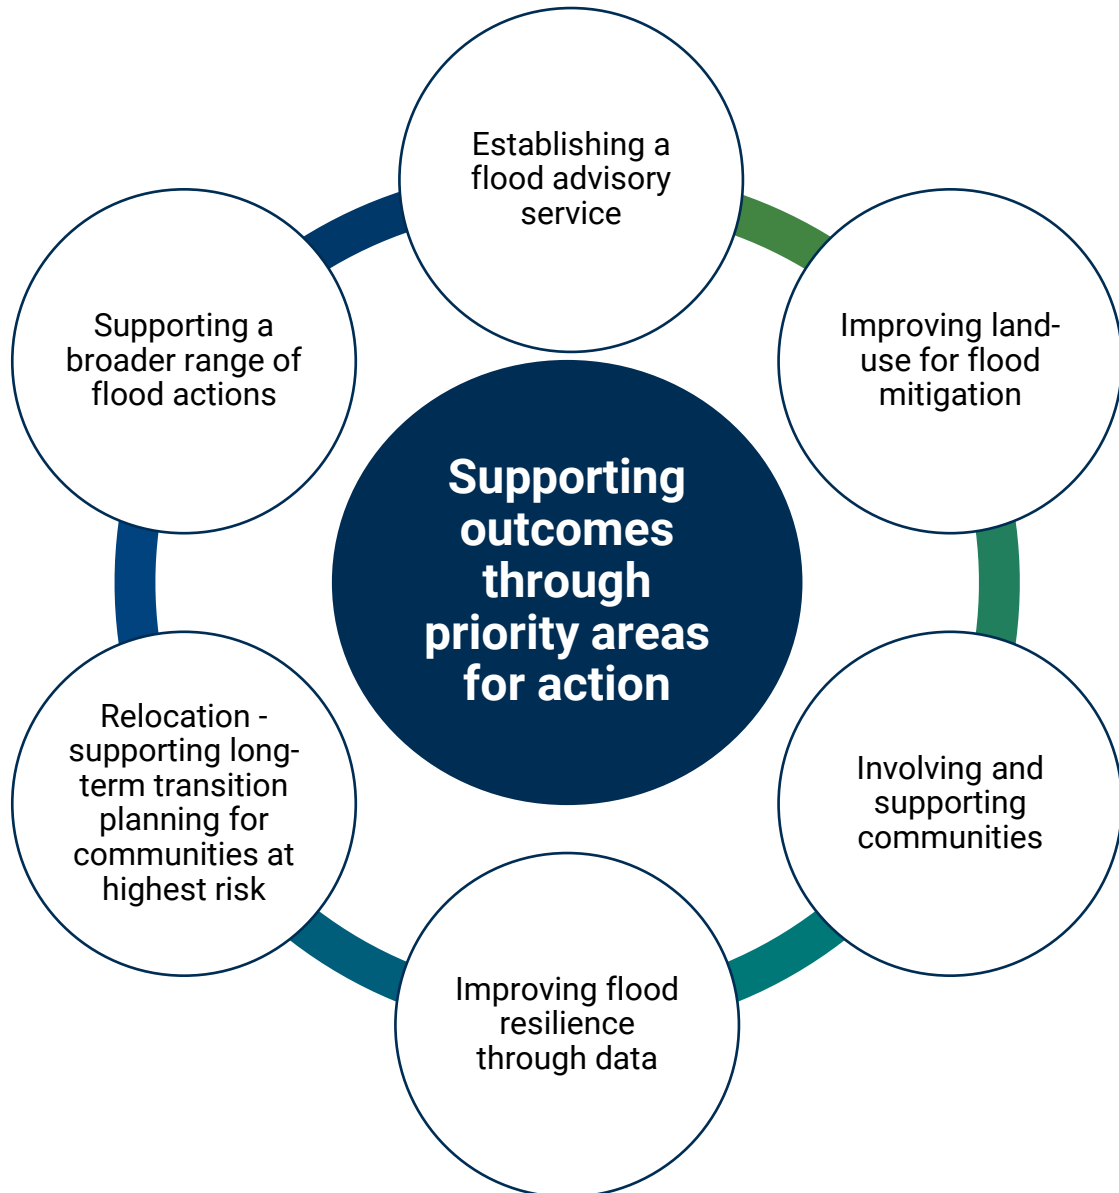 Establishing a
flood advisory
service
Improving land-
use for flood
mitigation
Involving and
supporting
communities
Improving flood
resilience
through data
Relocation -
supporting long-
term transition
planning for
communities at
highest risk
Supporting a
broader range of
flood actions
Supporting
outcomes
through
priority areas
for action